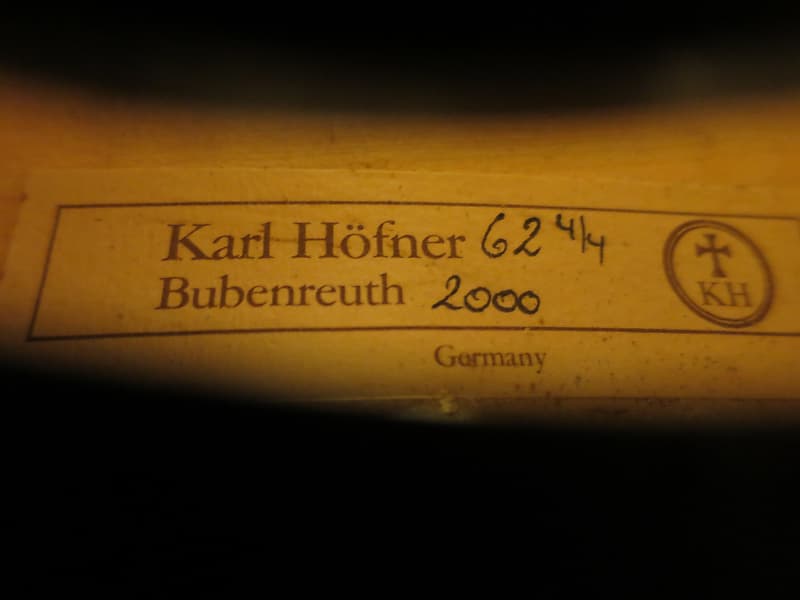 Karl Höfner 62 4/4
Bubenreuth 2000
KH
Germany